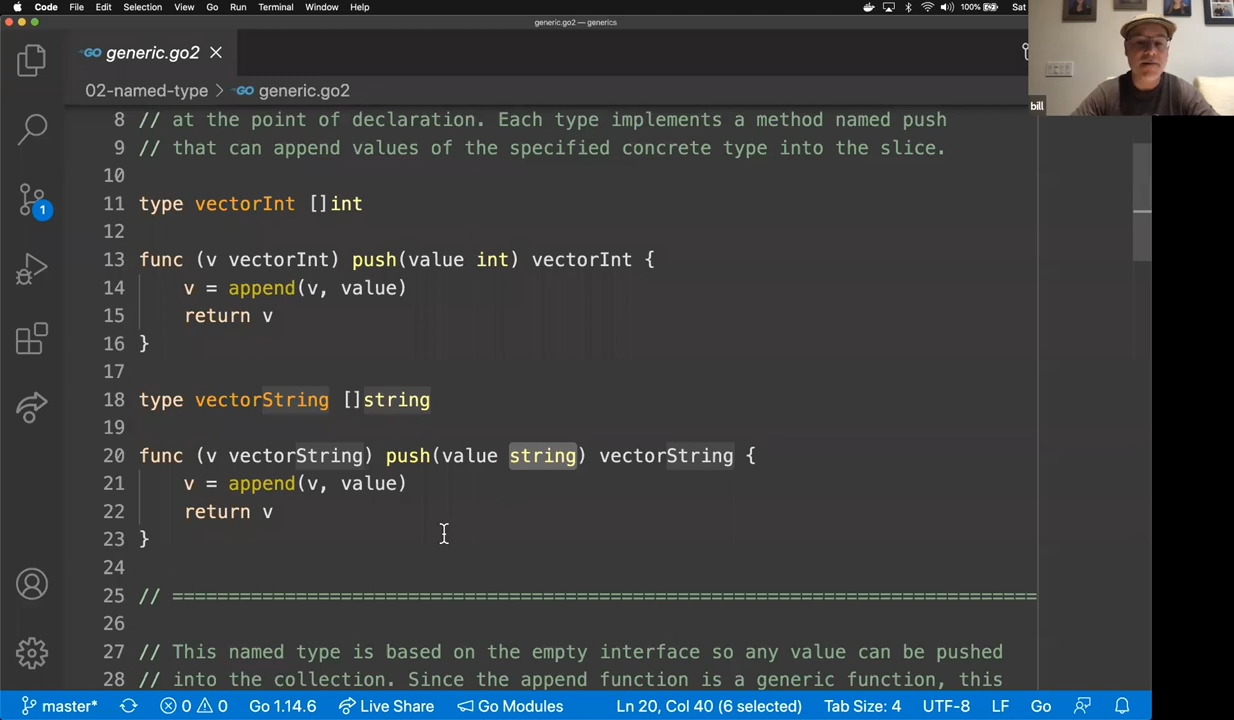 Code File Edit Selection View Go Run Terminal Window Help 100% Sat
generic.go2 — generics
GO generic.go2
02-named-type > GO generic.go2
bill
8 // at the point of declaration. Each type implements a method named push
9 // that can append values of the specified concrete type into the slice.
10
11 type vectorInt []int
12
13 func (v vectorInt) push(value int) vectorInt {
14 v = append(v, value)
15 return v
16 }
17
18 type vectorString []string
19
20 func (v vectorString) push(value string) vectorString {
21 v = append(v, value)
22 return v
23 }
24
25 // =============================================================================
26
27 // This named type is based on the empty interface so any value can be pushed
28 // into the collection. Since the append function is a generic function, this
1
master* 0 0 Go 1.14.6 Live Share Go Modules Ln 20, Col 40 (6 selected) Tab Size: 4 UTF-8 LF Go